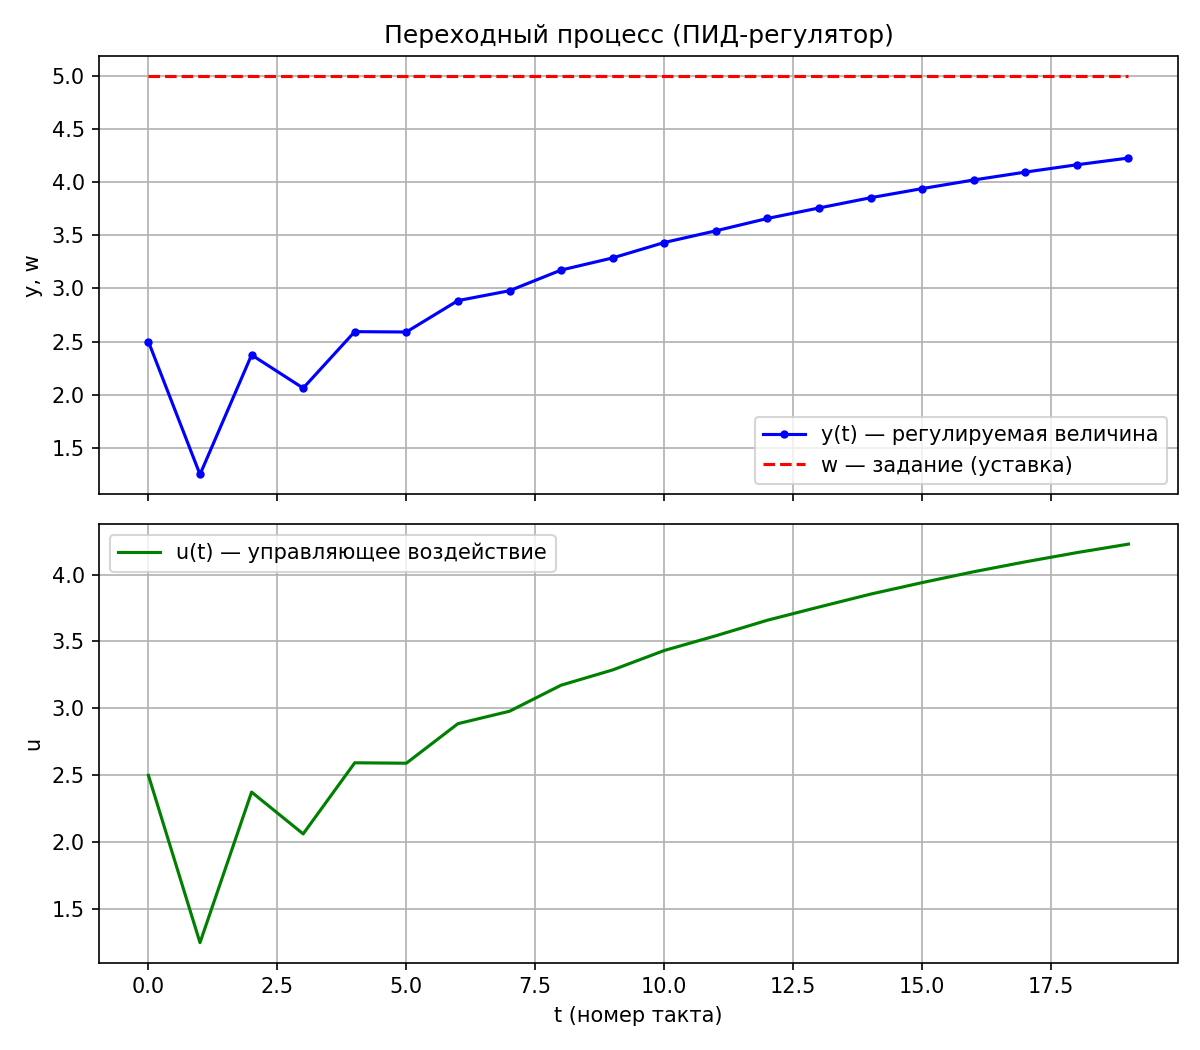 Переходный процесс (ПИД-регулятор)
5.0
4.5
4.0
3.5
3.0
2.5
2.0
1.5
y, w
y(t) — регулируемая величина
w — задание (уставка)
u(t) — управляющее воздействие
4.0
3.5
3.0
2.5
2.0
1.5
u
0.0 2.5 5.0 7.5 10.0 12.5 15.0 17.5
t (номер такта)